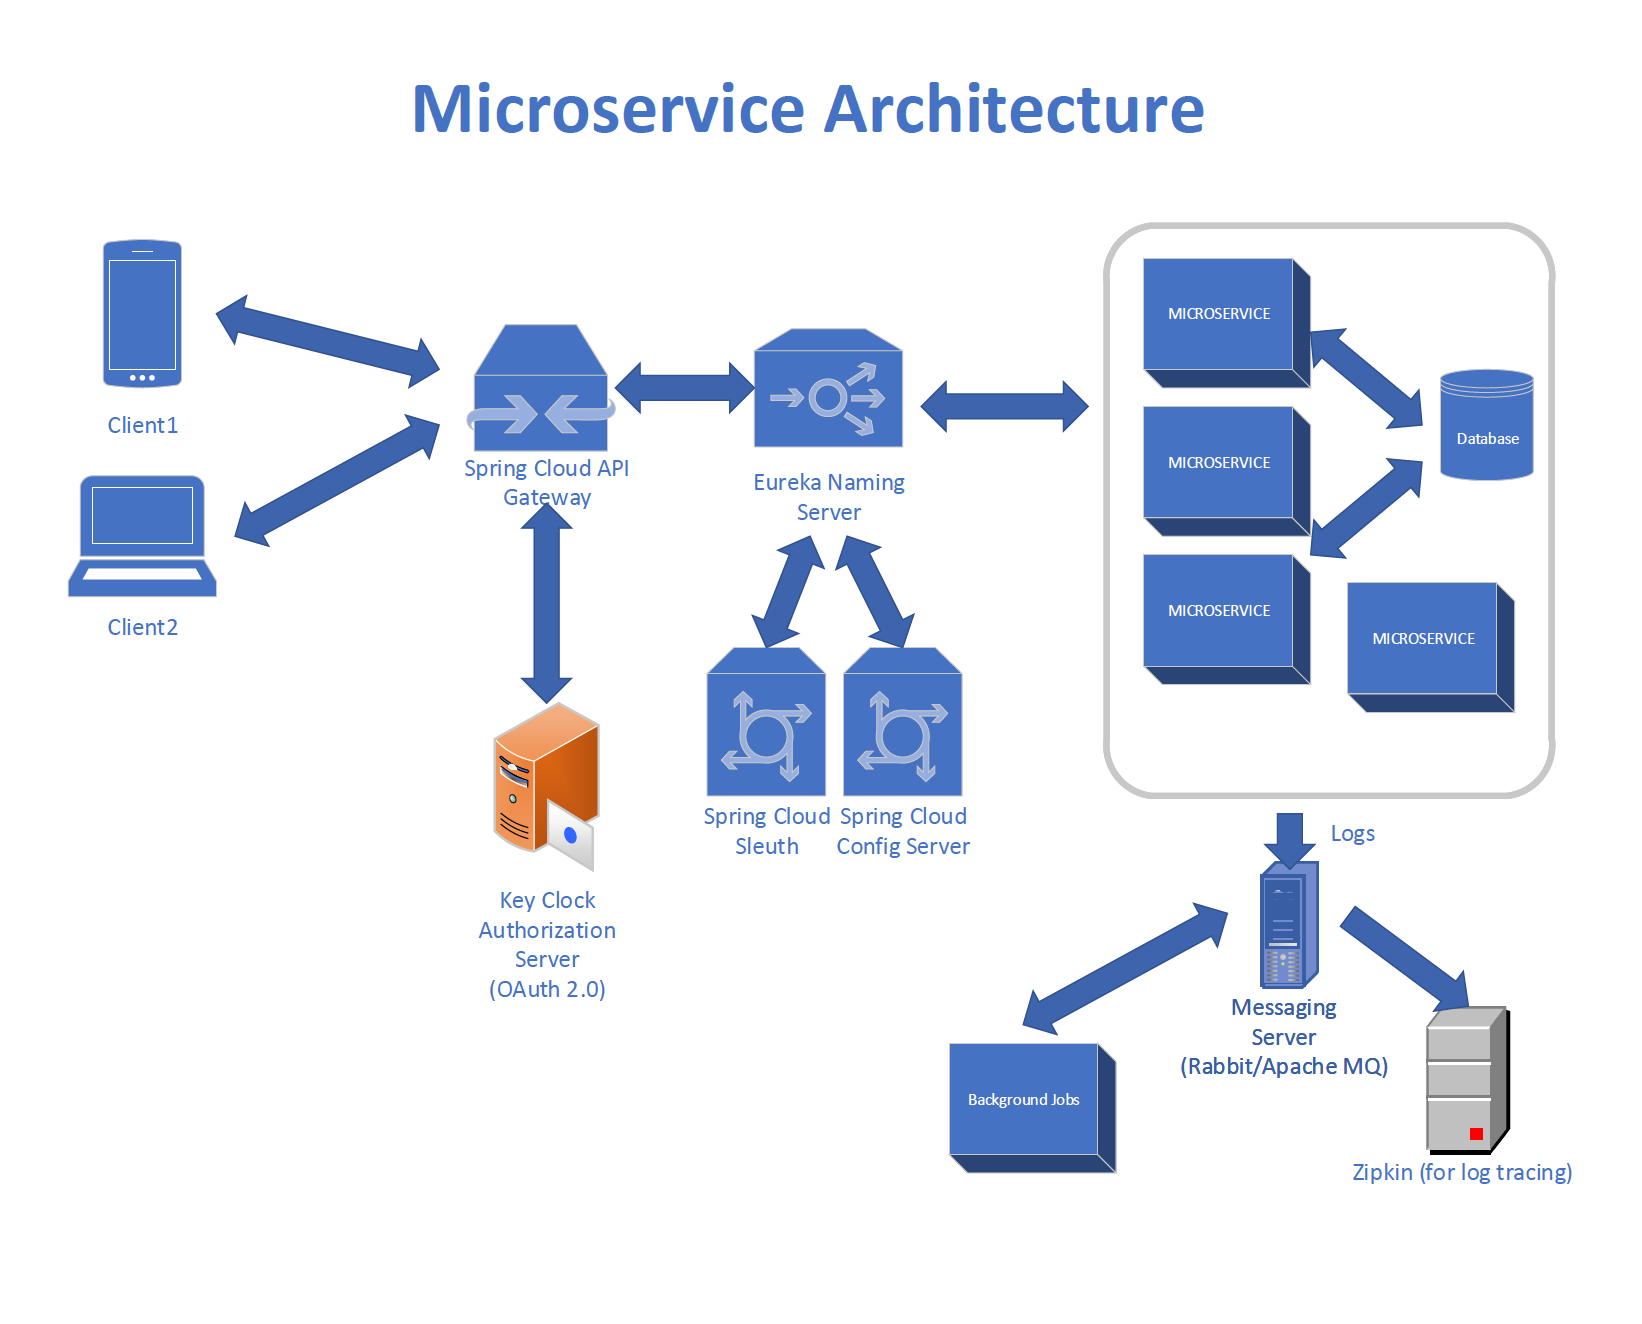 Microservice Architecture
Client1
Client2
Spring Cloud API
Gateway
Key Clock
Authorization
Server
(OAuth 2.0)
Eureka Naming
Server
Spring Cloud
Sleuth
Spring Cloud
Config Server
MICROSERVICE
MICROSERVICE
MICROSERVICE
MICROSERVICE
Database
Logs
Messaging
Server
(Rabbit/Apache MQ)
Background Jobs
Zipkin (for log tracing)